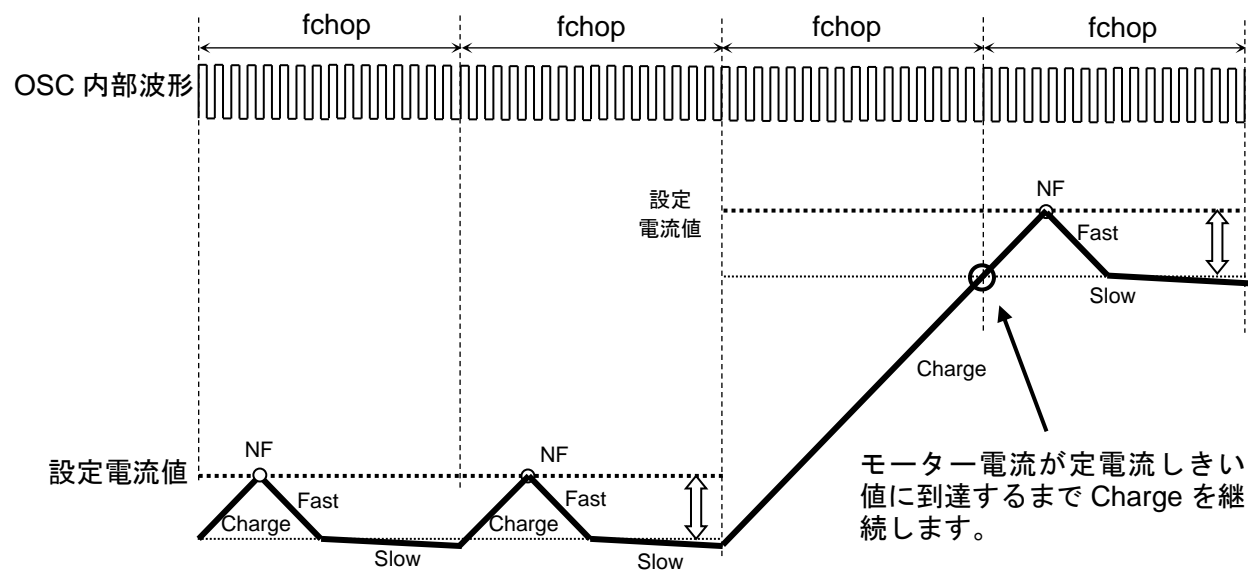 fchop
fchop
fchop
fchop
OSC 内部波形
設定
電流値
NF
Fast
Slow
Charge
設定電流値
NF
Fast
Charge
Slow
NF
Fast
Charge
Slow
モーター電流が定電流しきい
値に到達するまで Charge を継
続します。